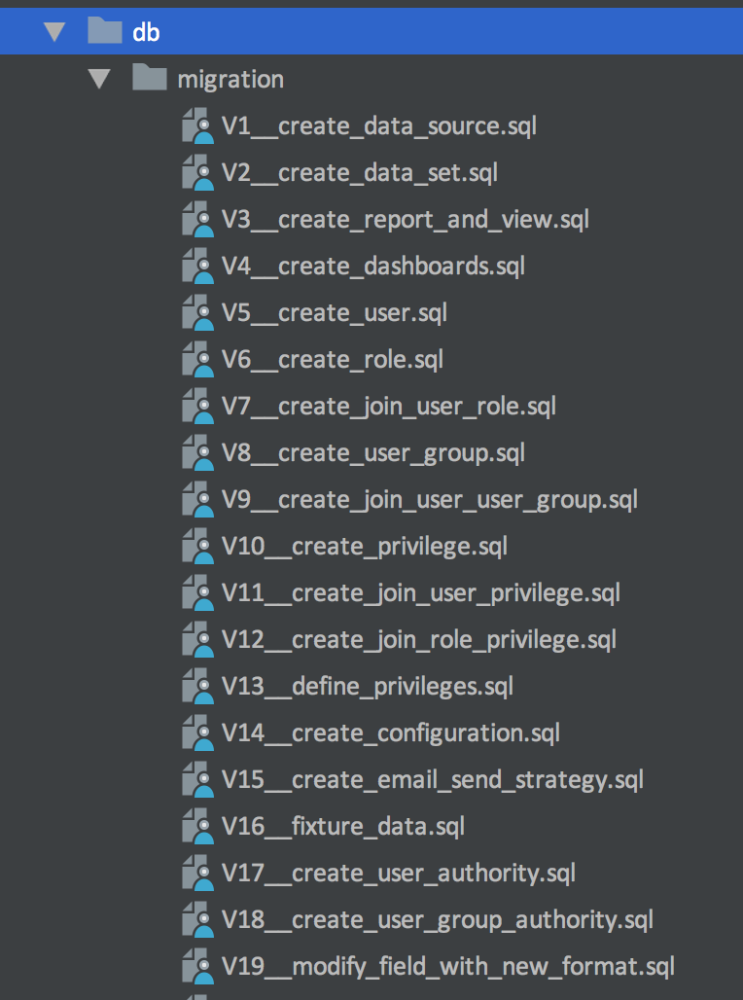 db
migration
V1__create_data_source.sql
V2__create_data_set.sql
V3__create_report_and_view.sql
V4__create_dashboards.sql
V5__create_user.sql
V6__create_role.sql
V7__create_join_user_role.sql
V8__create_user_group.sql
V9__create_join_user_user_group.sql
V10__create_privilege.sql
V11__create_join_user_privilege.sql
V12__create_join_role_privilege.sql
V13__define_privileges.sql
V14__create_configuration.sql
V15__create_email_send_strategy.sql
V16__fixture_data.sql
V17__create_user_authority.sql
V18__create_user_group_authority.sql
V19__modify_field_with_new_format.sql